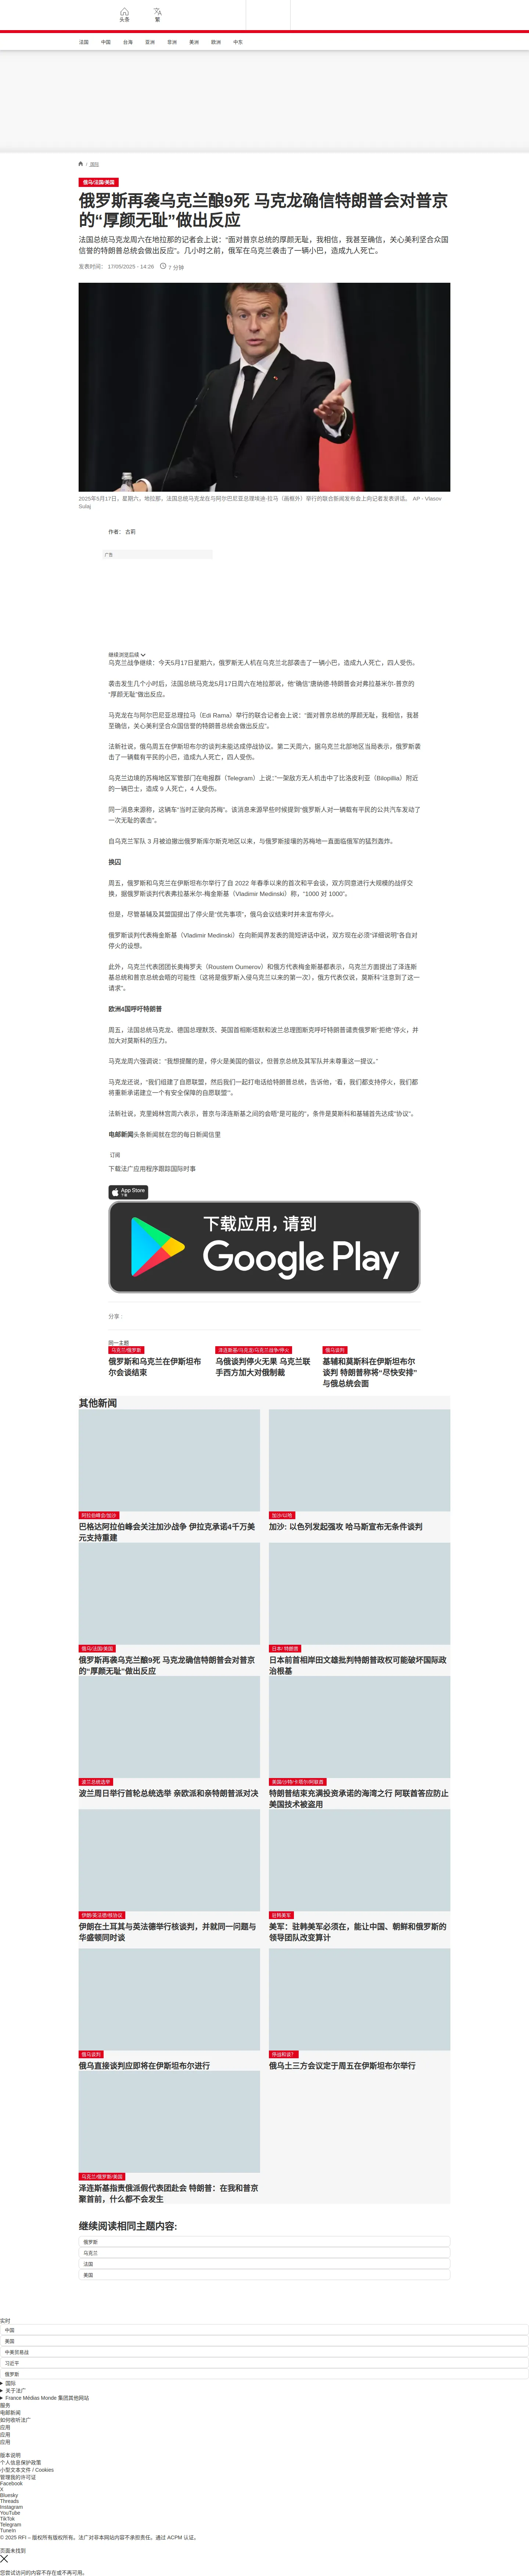 头条
繁
法国 中国 台海 亚洲 非洲 美洲 欧洲 中东
/ 国际
俄乌/法国/美国
俄罗斯再袭乌克兰酿9死 马克龙确信特朗普会对普京
的“厚颜无耻”做出反应
法国总统马克龙周六在地拉那的记者会上说：“面对普京总统的厚颜无耻，我相信，我甚至确信，关心美利坚合众国
信誉的特朗普总统会做出反应”。几小时之前，俄军在乌克兰袭击了一辆小巴，造成九人死亡。
发表时间： 17/05/2025 - 14:26 7 分钟
2025年5月17日，星期六，地拉那，法国总统马克龙在与阿尔巴尼亚总理埃迪·拉马（画框外）举行的联合新闻发布会上向记者发表讲话。 AP - Vlasov
Sulaj
作者： 古莉
广告
继续浏览后续
乌克兰战争继续：今天5月17日星期六，俄罗斯无人机在乌克兰北部袭击了一辆小巴，造成九人死亡，四人受伤。
袭击发生几个小时后，法国总统马克龙5月17日周六在地拉那说，他“确信”唐纳德·特朗普会对弗拉基米尔·普京的
“厚颜无耻”做出反应。
马克龙在与阿尔巴尼亚总理拉马（Edi Rama）举行的联合记者会上说：“面对普京总统的厚颜无耻，我相信，我甚
至确信，关心美利坚合众国信誉的特朗普总统会做出反应”。
法新社说，俄乌周五在伊斯坦布尔的谈判未能达成停战协议。第二天周六，据乌克兰北部地区当局表示，俄罗斯袭
击了一辆载有平民的小巴，造成九人死亡，四人受伤。
乌克兰边境的苏梅地区军管部门在电报群（Telegram）上说：”一架敌方无人机击中了比洛皮利亚（Bilopillia）附近
的一辆巴士，造成 9 人死亡，4 人受伤。
同一消息来源称，这辆车“当时正驶向苏梅”。该消息来源早些时候提到“俄罗斯人对一辆载有平民的公共汽车发动了
一次无耻的袭击”。
自乌克兰军队 3 月被迫撤出俄罗斯库尔斯克地区以来，与俄罗斯接壤的苏梅地一直面临俄军的猛烈轰炸。
换囚
周五，俄罗斯和乌克兰在伊斯坦布尔举行了自 2022 年春季以来的首次和平会谈，双方同意进行大规模的战俘交
换，据俄罗斯谈判代表弗拉基米尔·梅金斯基（Vladimir Medinski）称，“1000 对 1000”。
但是，尽管基辅及其盟国提出了停火是“优先事项”，俄乌会议结束时并未宣布停火。
俄罗斯谈判代表梅金斯基（Vladimir Medinski）在向新闻界发表的简短讲话中说，双方现在必须“详细说明”各自对
停火的设想。
此外，乌克兰代表团团长奥梅罗夫（Roustem Oumerov）和俄方代表梅金斯基都表示，乌克兰方面提出了泽连斯
基总统和普京总统会晤的可能性（这将是俄罗斯入侵乌克兰以来的第一次），俄方代表仅说，莫斯科”注意到了这一
请求“。
欧洲4国呼吁特朗普
周五，法国总统马克龙、德国总理默茨、英国首相斯塔默和波兰总理图斯克呼吁特朗普谴责俄罗斯“拒绝”停火，并
加大对莫斯科的压力。
马克龙周六强调说：“我想提醒的是，停火是美国的倡议，但普京总统及其军队并未尊重这一提议。”
马克龙还说，“我们组建了自愿联盟，然后我们一起打电话给特朗普总统，告诉他，‘看，我们都支持停火，我们都
将重新承诺建立一个有安全保障的自愿联盟’”。
法新社说，克里姆林宫周六表示，普京与泽连斯基之间的会晤“是可能的”，条件是莫斯科和基辅首先达成“协议”。
电邮新闻头条新闻就在您的每日新闻信里
订阅
下载法广应用程序跟踪国际时事
App Store
下载
下载应用，请到
Google Play
分享 :
同一主题
乌克兰/俄罗斯
俄罗斯和乌克兰在伊斯坦布
尔会谈结束
泽连斯基/马克龙/乌克兰战争/停火
乌俄谈判停火无果 乌克兰联
手西方加大对俄制裁
俄乌谈判
基辅和莫斯科在伊斯坦布尔
谈判 特朗普称将“尽快安排”
与俄总统会面
其他新闻
阿拉伯峰会/加沙
巴格达阿拉伯峰会关注加沙战争 伊拉克承诺4千万美
元支持重建
加沙/以哈
加沙: 以色列发起强攻 哈马斯宣布无条件谈判
俄乌/法国/美国
俄罗斯再袭乌克兰酿9死 马克龙确信特朗普会对普京
的“厚颜无耻”做出反应
日本/ 特朗普
日本前首相岸田文雄批判特朗普政权可能破坏国际政
治根基
波兰总统选举
波兰周日举行首轮总统选举 亲欧派和亲特朗普派对决
美国/沙特/卡塔尔/阿联酋
特朗普结束充满投资承诺的海湾之行 阿联酋答应防止
美国技术被盗用
伊朗/英法德/核协议
伊朗在土耳其与英法德举行核谈判，并就同一问题与
华盛顿同时谈
驻韩美军
美军：驻韩美军必须在，能让中国、朝鲜和俄罗斯的
领导团队改变算计
俄乌谈判
俄乌直接谈判应即将在伊斯坦布尔进行
停战和谈？
俄乌土三方会议定于周五在伊斯坦布尔举行
乌克兰/俄罗斯/美国
泽连斯基指责俄派假代表团赴会 特朗普：在我和普京
聚首前，什么都不会发生
继续阅读相同主题内容:
俄罗斯
乌克兰
法国
美国
实时
中国
美国
中美贸易战
习近平
俄罗斯
国际
关于法广
France Médias Monde 集团其他网站
服务
电邮新闻
如何收听法广
应用
应用
应用
版本说明
个人信息保护政策
小型文本文件 / Cookies
管理我的许可证
Facebook
X
Bluesky
Threads
Instagram
YouTube
TikTok
Telegram
TuneIn
© 2025 RFI – 版权所有版权所有。法广对非本网站内容不承担责任。通过 ACPM 认证。
页面未找到
您尝试访问的内容不存在或不再可用。